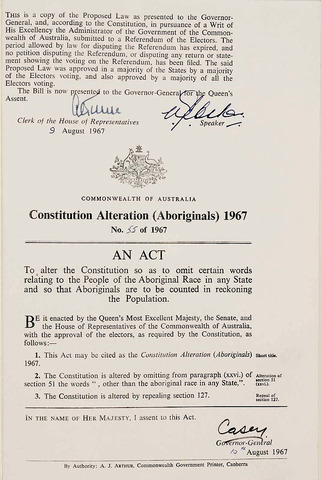 THIS is a copy of the Proposed Law as presented to the Governor-
General, and, according to the Constitution, in pursuance of a Writ of
His Excellency the Administrator of the Government of the Common-
wealth of Australia, submitted to a Referendum of the Electors. The
period allowed by law for disputing the Referendum has expired, and
no petition disputing the Referendum, or disputing any return or state-
ment showing the voting on the Referendum, has been filed. The said
Proposed Law was approved in a majority of the States by a majority
of the Electors voting, and also approved by a majority of all the
Electors voting.
The Bill is now presented to the Governor-General for the Queen's
Assent.
Clerk of the House of Representatives
Speaker
9 August 1967
COMMONWEALTH OF AUSTRALIA
Constitution Alteration (Aboriginals) 1967
No. 55 of 1967
AN ACT
To alter the Constitution so as to omit certain words
relating to the People of the Aboriginal Race in any State
and so that Aboriginals are to be counted in reckoning
the Population.
BE it enacted by the Queen's Most Excellent Majesty, the Senate, and
the House of Representatives of the Commonwealth of Australia,
with the approval of the electors, as required by the Constitution, as
follows:—
1. This Act may be cited as the Constitution Alteration (Aboriginals) Short title.
1967.
2. The Constitution is altered by omitting from paragraph (xxvi.) of Alteration of
section 51 the words ", other than the aboriginal race in any State,". section 51
(xxvi.).
3. The Constitution is altered by repealing section 127. Repeal of
section 127.
IN THE NAME OF HER MAJESTY, I assent to this Act.
Casey
Governor-General
10th August 1967
By Authority: A. J. ARTHUR, Commonwealth Government Printer, Canberra